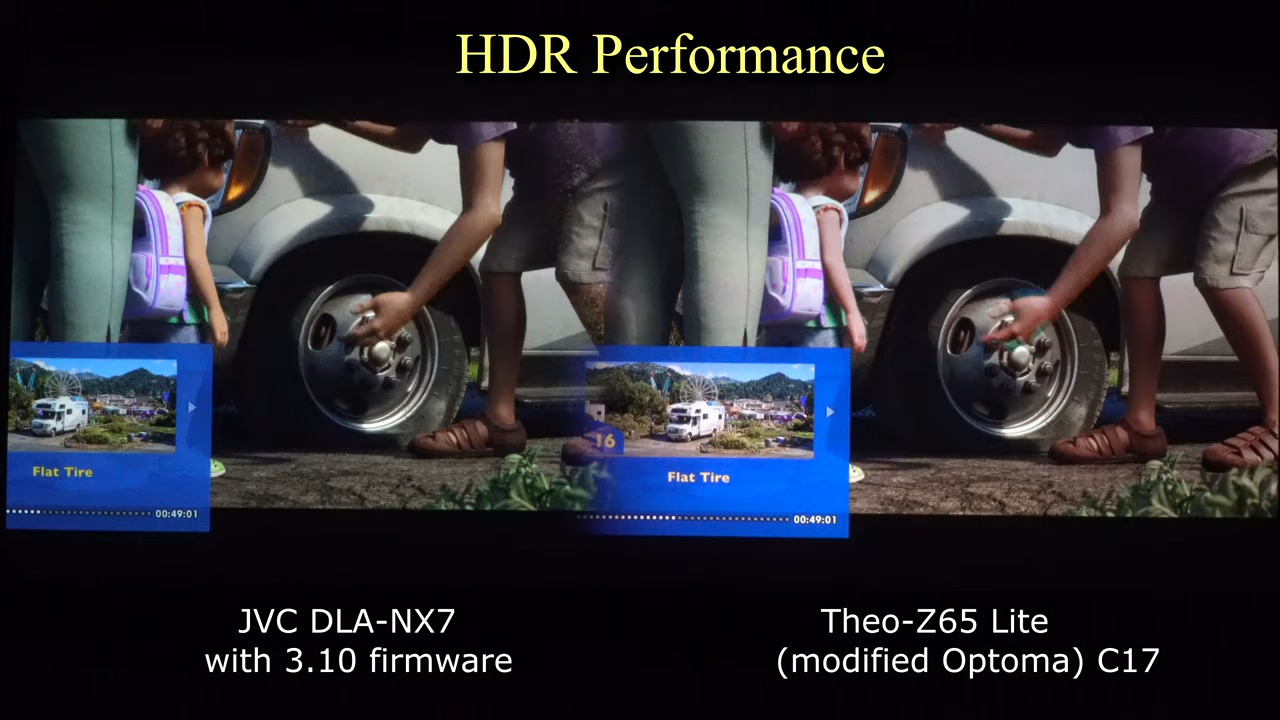 HDR Performance
Flat Tire
00:49:01
16
Flat Tire
00:49:01
JVC DLA-NX7
with 3.10 firmware
Theo-Z65 Lite
(modified Optoma) C17